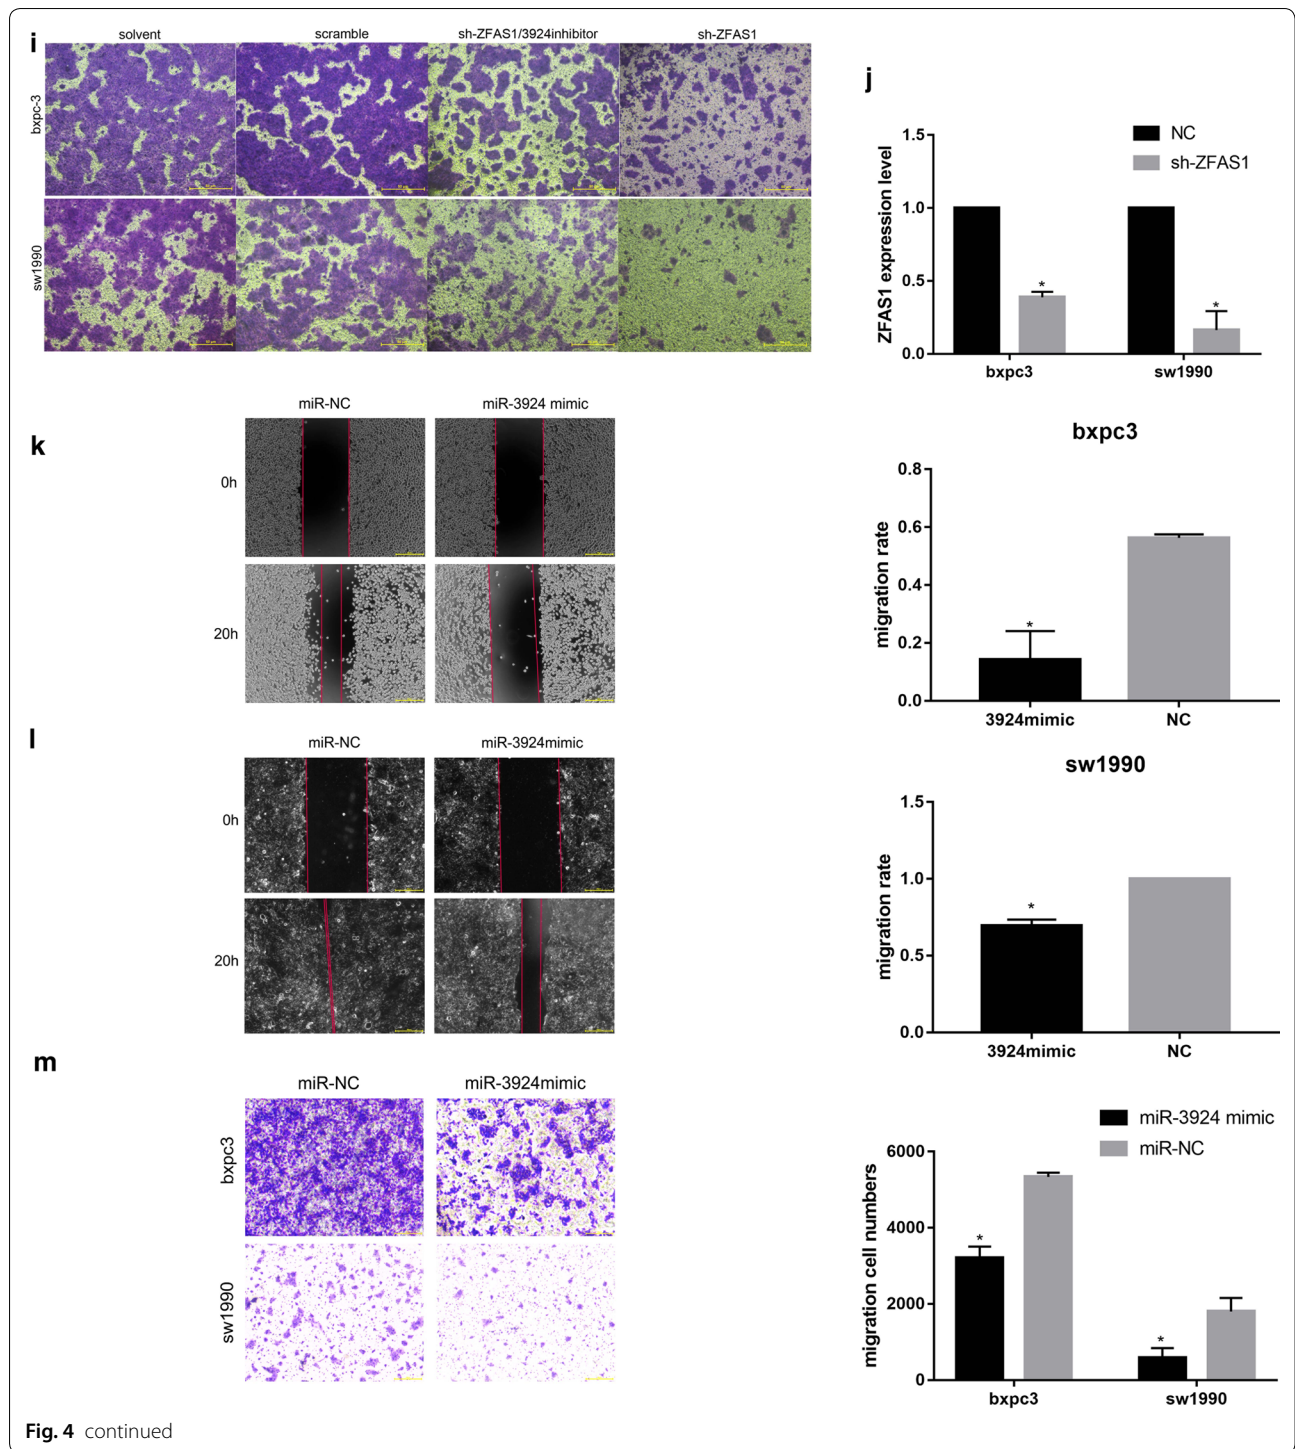 i
solvent scramble sh-ZFAS1/3924inhibitor sh-ZFAS1
bxpc-3
sw1990
j
NC
sh-ZFAS1
ZFAS1 expression level
1.5
1.0
0.5
0.0
*
*
bxpc3 sw1990
k
miR-NC miR-3924 mimic
0h
20h
bxpc3
migration rate
0.8
0.6
0.4
0.2
0.0
*
3924mimic NC
l
miR-NC miR-3924mimic
0h
20h
sw1990
migration rate
1.5
1.0
0.5
0.0
*
3924mimic NC
m
miR-NC miR-3924mimic
bxpc3
sw1990
miR-3924 mimic
miR-NC
migration cell numbers
6000
4000
2000
0
*
*
bxpc3 sw1990
Fig. 4 continued